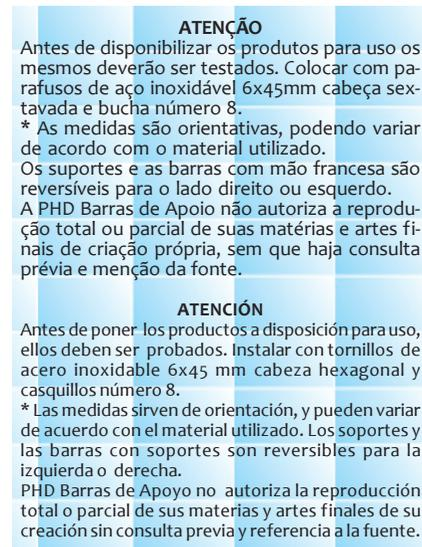 ATENÇÃO
Antes de disponibilizar os produtos para uso os
mesmos deverão ser testados. Colocar com pa-
rafusos de aço inoxidável 6x45mm cabeça sex-
tavada e bucha número 8.
* As medidas são orientativas, podendo variar
de acordo com o material utilizado.
Os suportes e as barras com mão francesa são
reversíveis para o lado direito ou esquerdo.
A PHD Barras de Apoio não autoriza a reprodu-
ção total ou parcial de suas matérias e artes fi-
nais de criação própria, sem que haja consulta
prévia e menção da fonte.
ATENCIÓN
Antes de poner los productos a disposición para uso,
ellos deben ser probados. Instalar con tornillos de
acero inoxidable 6x45 mm cabeza hexagonal y
casquillos número 8.
* Las medidas sirven de orientación, y pueden variar
de acuerdo con el material utilizado. Los soportes y
las barras con soportes son reversibles para la
izquierda o derecha.
PHD Barras de Apoyo no autoriza la reproducción
total o parcial de sus materias y artes finales de su
creación sin consulta previa y referencia a la fuente.